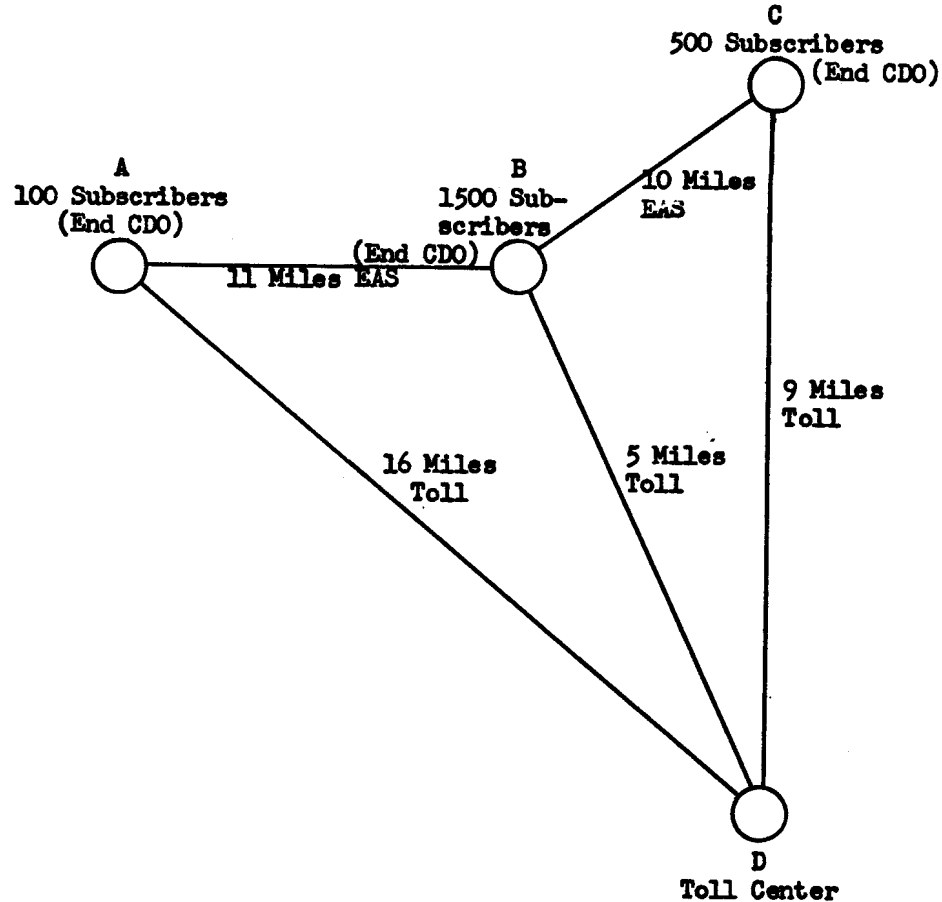 C
500 Subscribers
(End CDO)
A
100 Subscribers
(End CDO)
B
1500 Sub-
scribers
(End CDO)
10 Miles
EAS
11 Miles EAS
9 Miles
Toll
16 Miles
Toll
5 Miles
Toll
D
Toll Center